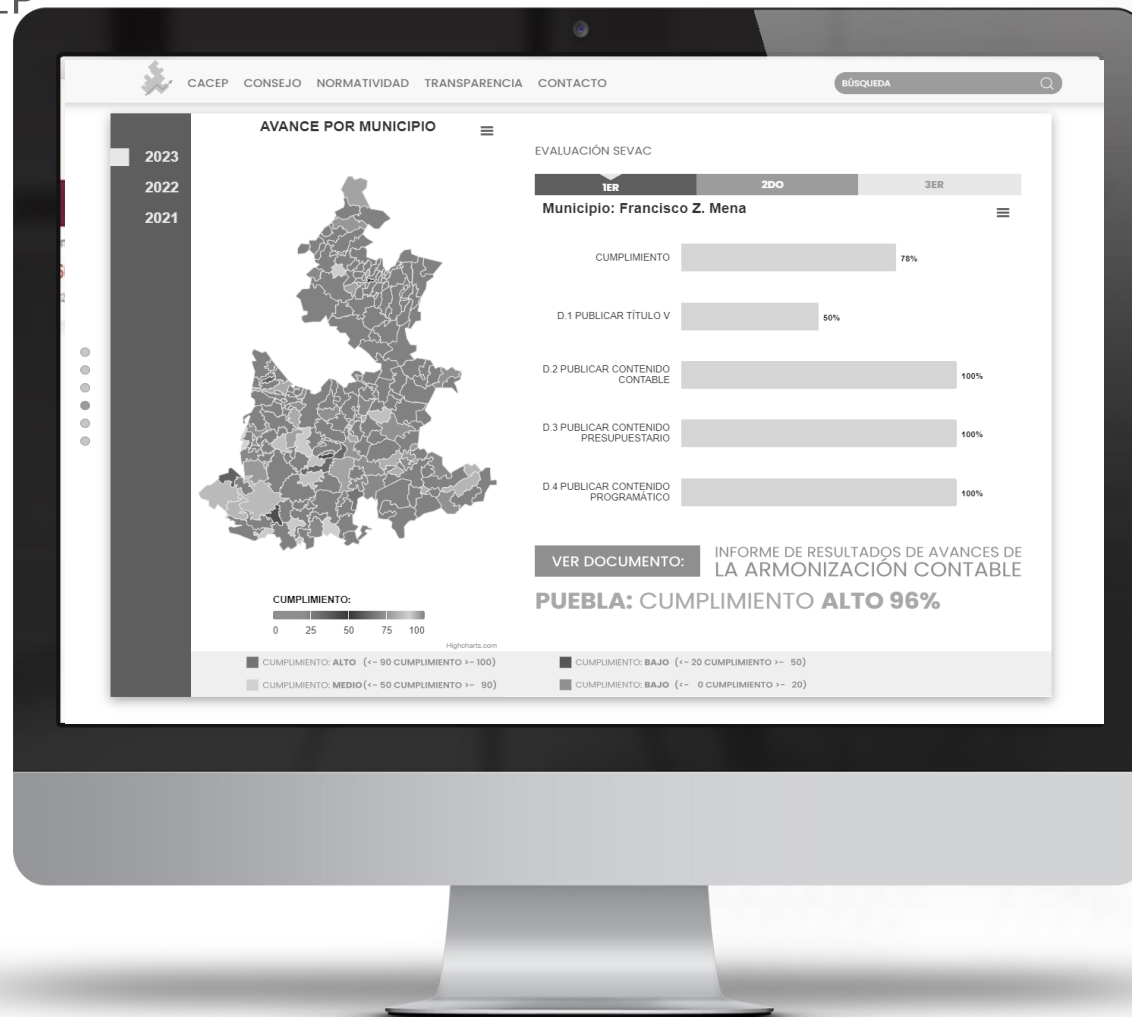 CACEP CONSEJO NORMATIVIDAD TRANSPARENCIA CONTACTO
BÚSQUEDA
2023
2022
2021
AVANCE POR MUNICIPIO
CUMPLIMIENTO:
0 25 50 75 100
Highcharts.com
EVALUACIÓN SEVAC
1ER 2DO 3ER
Municipio: Francisco Z. Mena
CUMPLIMIENTO 78%
D.1 PUBLICAR TÍTULO V 50%
D.2 PUBLICAR CONTENIDO
CONTABLE 100%
D.3 PUBLICAR CONTENIDO
PRESUPUESTARIO 100%
D.4 PUBLICAR CONTENIDO
PROGRAMÁTICO 100%
VER DOCUMENTO:
INFORME DE RESULTADOS DE AVANCES DE
LA ARMONIZACIÓN CONTABLE
PUEBLA: CUMPLIMIENTO ALTO 96%
CUMPLIMIENTO: ALTO (<- 90 CUMPLIMIENTO >- 100)
CUMPLIMIENTO: BAJO (<- 20 CUMPLIMIENTO >- 50)
CUMPLIMIENTO: MEDIO (<- 50 CUMPLIMIENTO >- 90)
CUMPLIMIENTO: BAJO (<- 0 CUMPLIMIENTO >- 20)